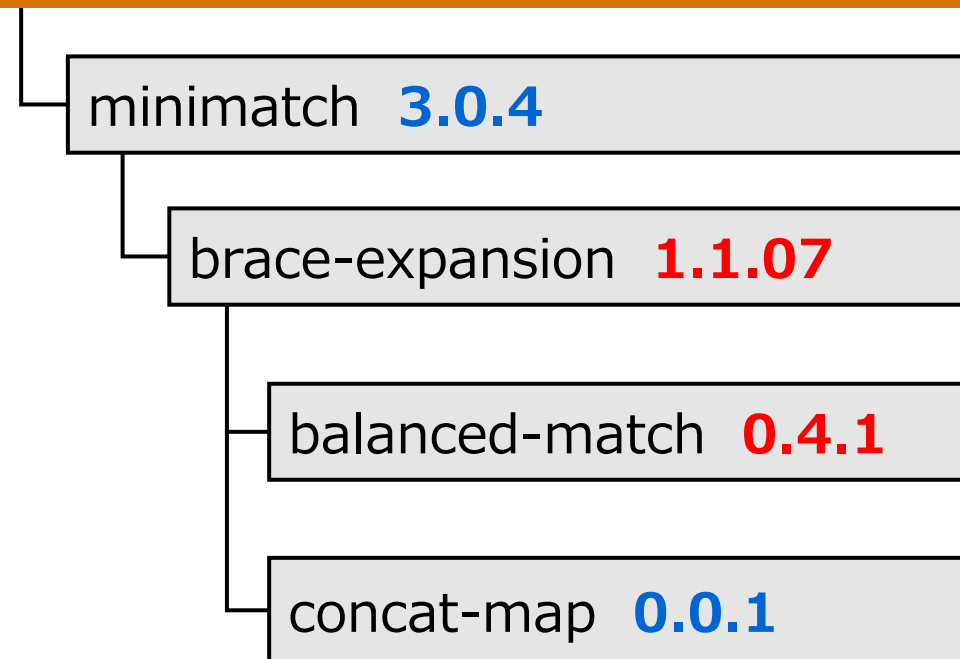 minimatch 3.0.4
brace-expansion 1.1.07
balanced-match 0.4.1
concat-map 0.0.1